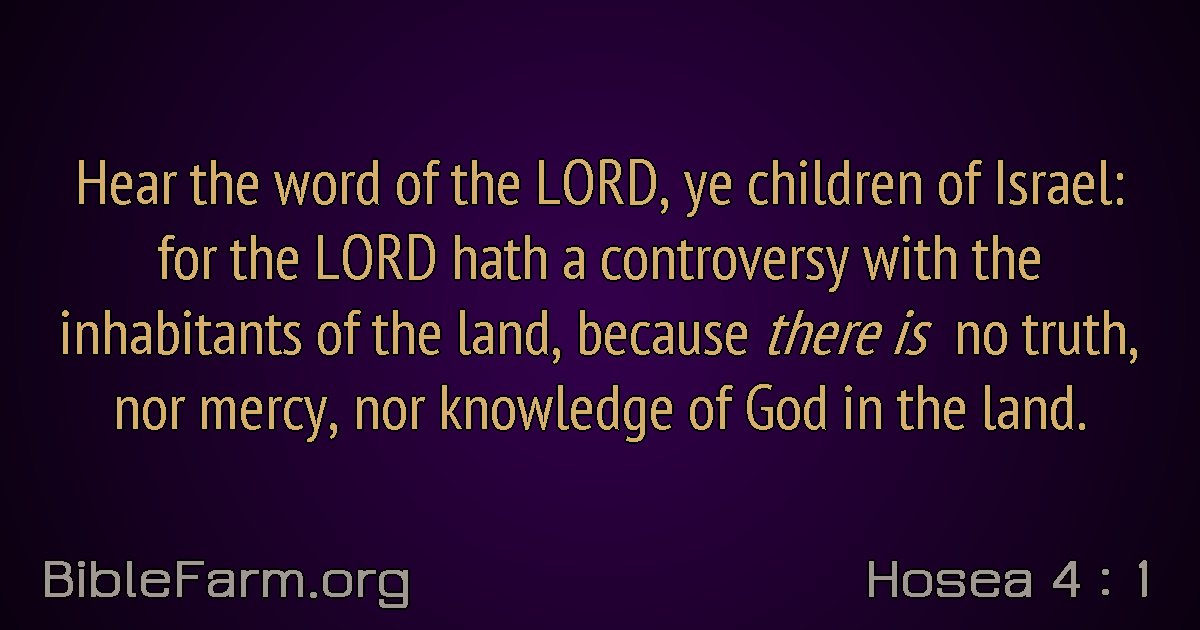 Hear the word of the LORD, ye children of Israel:
for the LORD hath a controversy with the
inhabitants of the land, because there is no truth,
nor mercy, nor knowledge of God in the land.
BibleFarm.org
Hosea 4 : 1